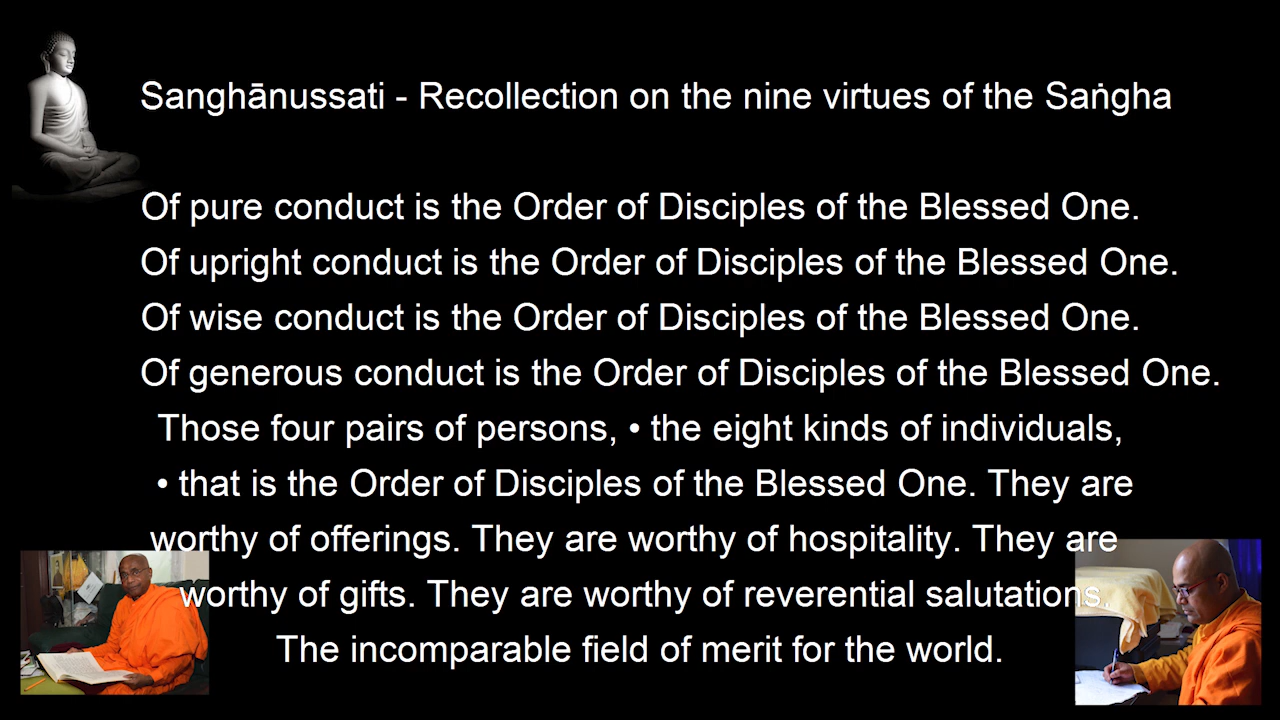 Sanghānussati - Recollection on the nine virtues of the Saṅgha
Of pure conduct is the Order of Disciples of the Blessed One.
Of upright conduct is the Order of Disciples of the Blessed One.
Of wise conduct is the Order of Disciples of the Blessed One.
Of generous conduct is the Order of Disciples of the Blessed One.
Those four pairs of persons, • the eight kinds of individuals,
• that is the Order of Disciples of the Blessed One. They are
worthy of offerings. They are worthy of hospitality. They are
worthy of gifts. They are worthy of reverential salutations.
The incomparable field of merit for the world.